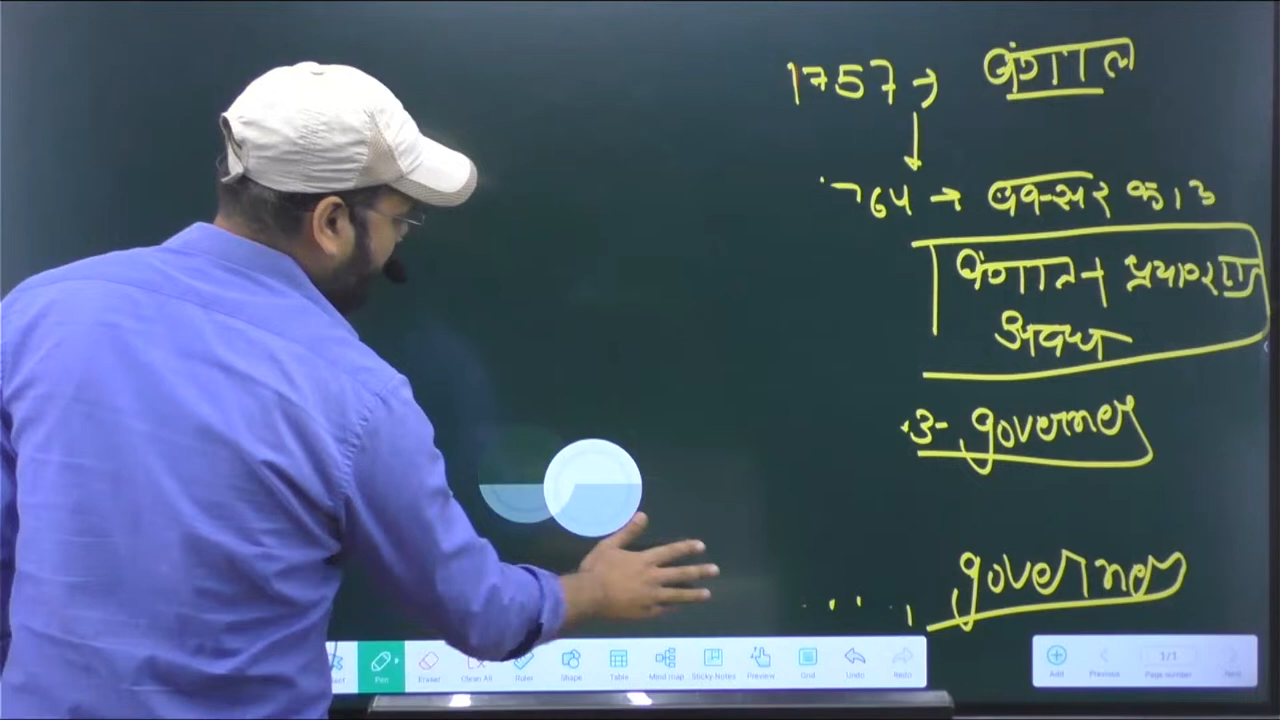 1757 → बंगाल
764 → बक्सर का
बंगाल + प्रयागराज
अवध
3- governer
governer
Pen
Eraser
Clean All
Ruler
Shape
Table
Mind map
Sticky Notes
Preview
Grid
Undo
Redo
Add
Previous
1/1
Page number
Next